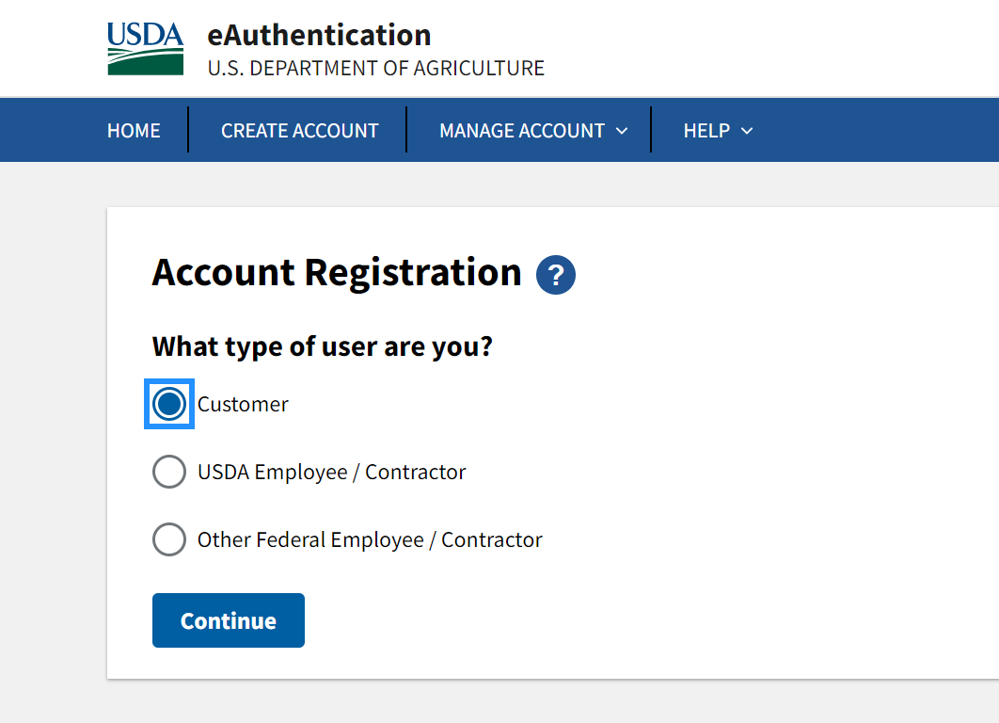 USDA
eAuthentication
U.S. DEPARTMENT OF AGRICULTURE
HOME
CREATE ACCOUNT
MANAGE ACCOUNT
HELP
Account Registration ?
What type of user are you?
Customer
USDA Employee / Contractor
Other Federal Employee / Contractor
Continue